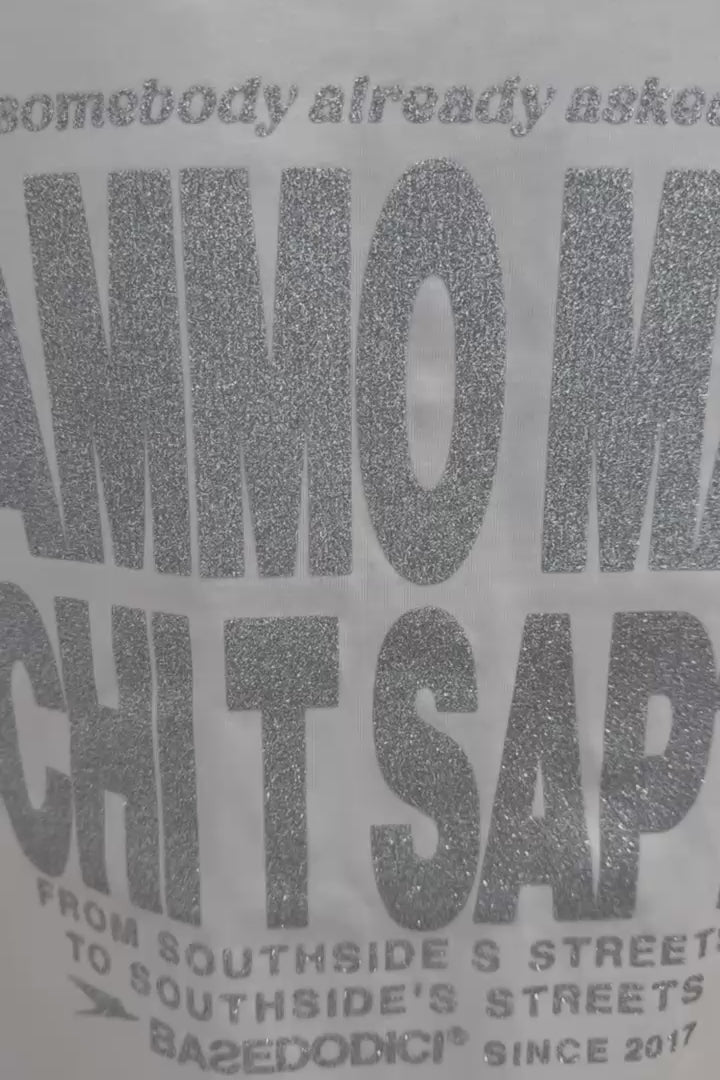 somebody already asked
AMMO MA
CHI T SAP
FROM SOUTHSIDE S STREETS
TO SOUTHSIDE'S STREETS
BASEDODICI® SINCE 2017